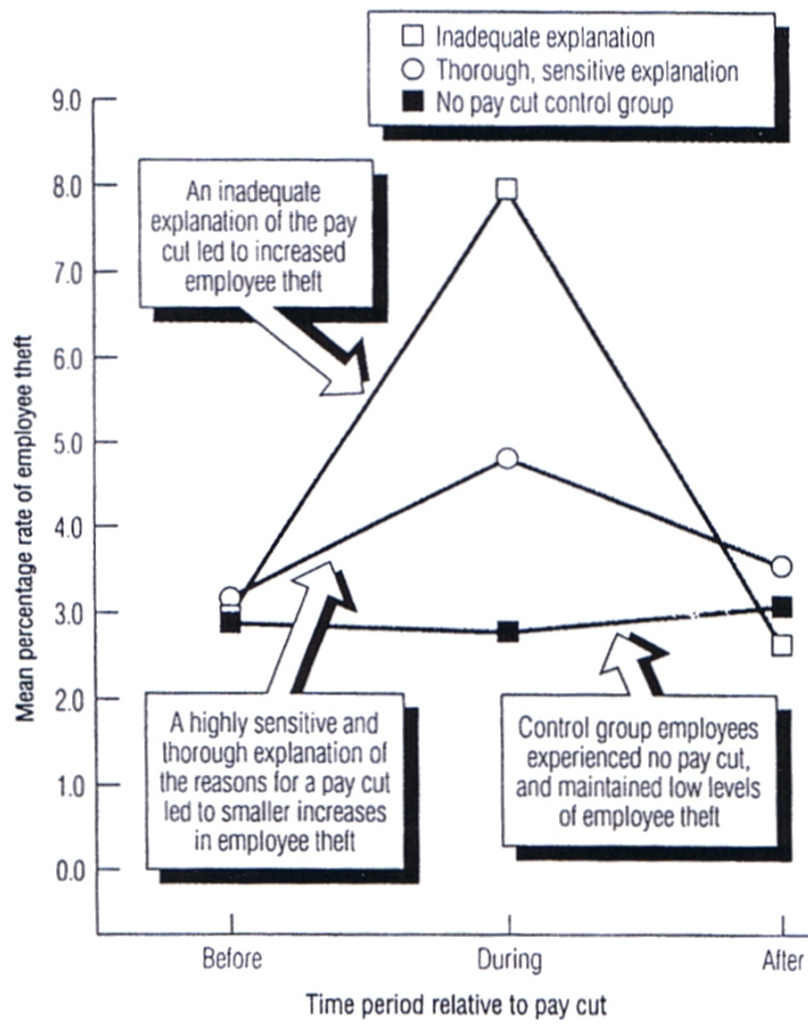 Inadequate explanation
Thorough, sensitive explanation
No pay cut control group
9.0
8.0
7.0
6.0
5.0
4.0
3.0
2.0
1.0
0.0
Mean percentage rate of employee theft
An inadequate
explanation of the pay
cut led to increased
employee theft
A highly sensitive and
thorough explanation of
the reasons for a pay cut
led to smaller increases
in employee theft
Control group employees
experienced no pay cut,
and maintained low levels
of employee theft
Before
During
After
Time period relative to pay cut